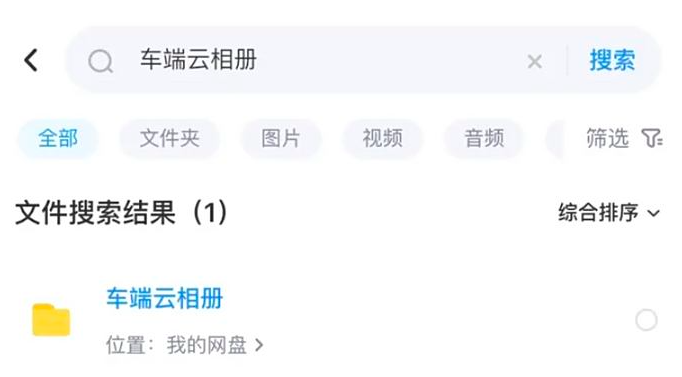 车端云相册 搜索
全部 文件夹 图片 视频 音频 筛选
文件搜索结果（1） 综合排序
车端云相册
位置：我的网盘